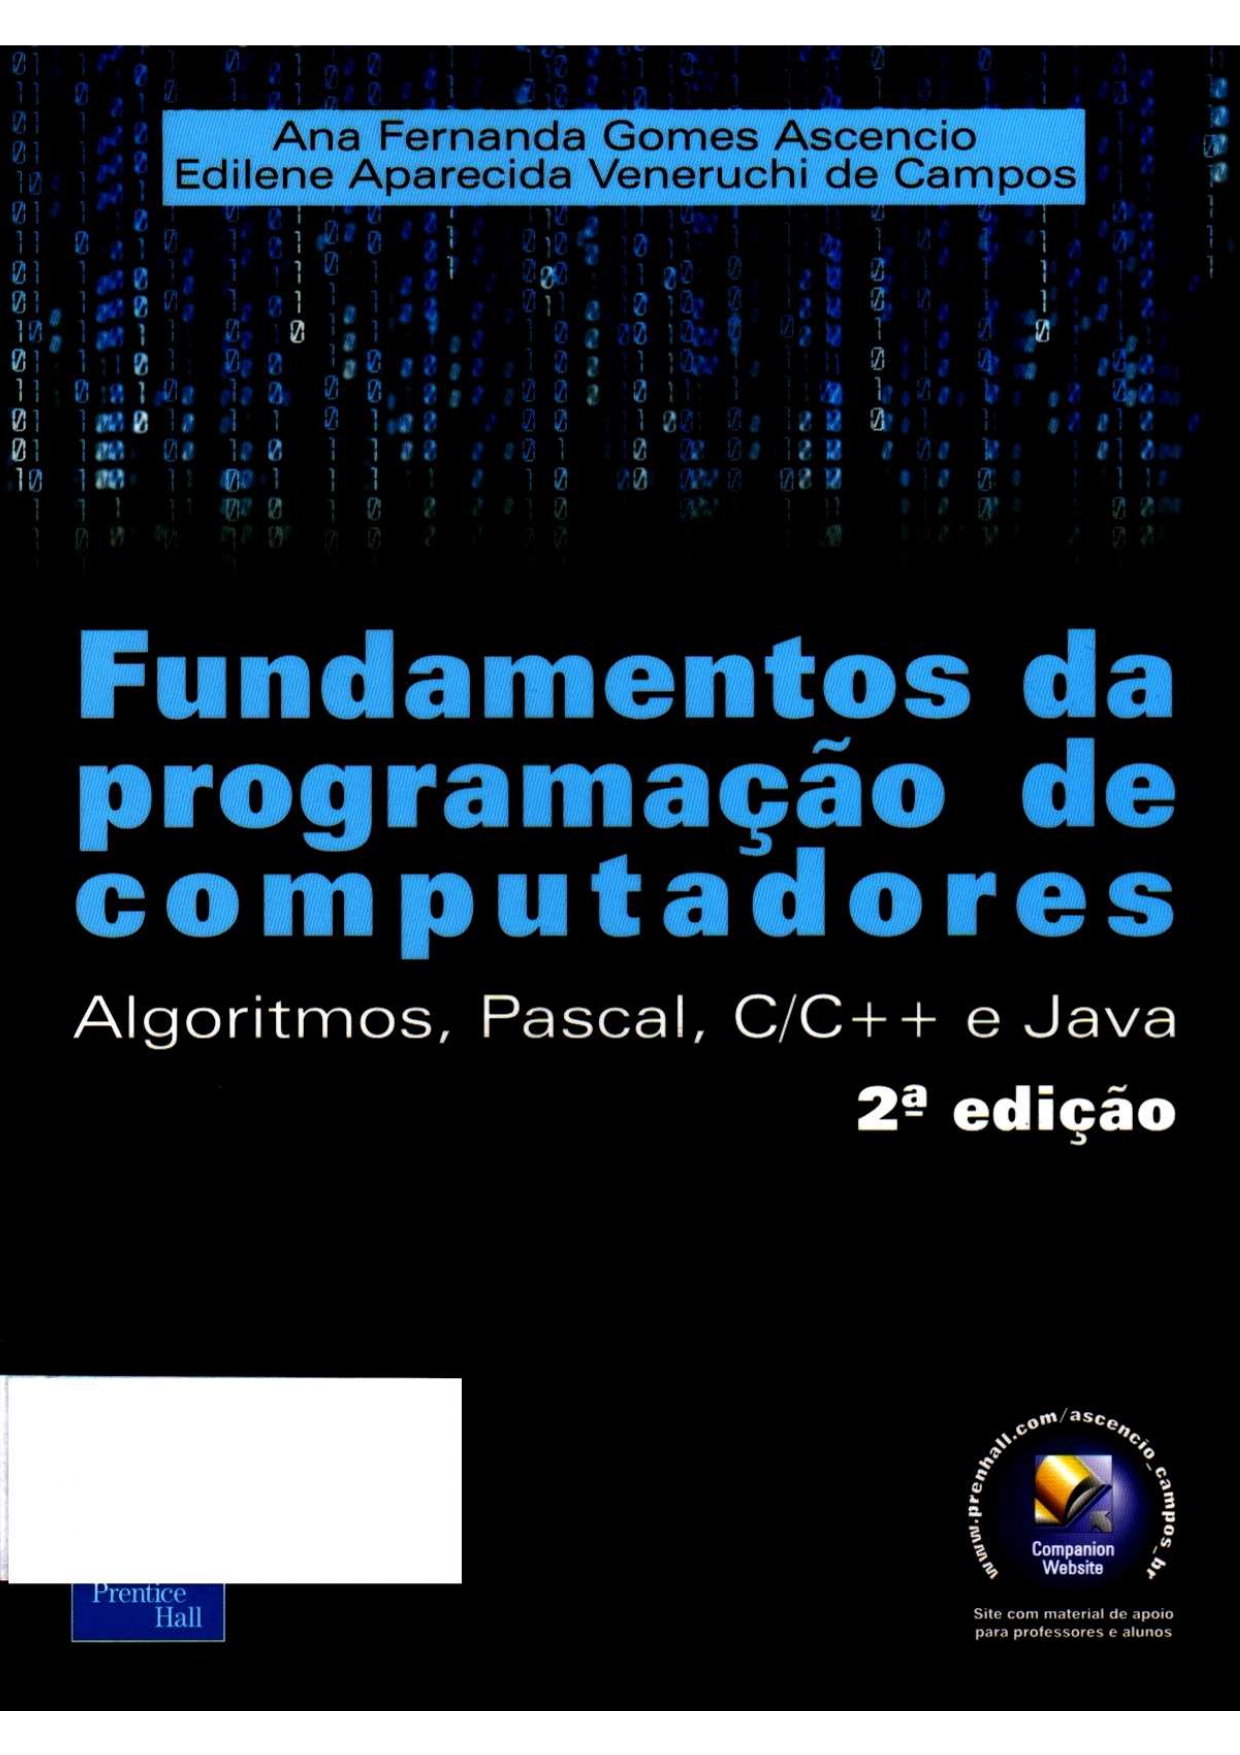 Ana Fernanda Gomes Ascencio
Edilene Aparecida Veneruchi de Campos
Fundamentos da
programação de
computadores
Algoritmos, Pascal, C/C++ e Java
2ª edição
www.prenhall.com/ascencio_campos_br
Companion
Website
Site com material de apoio
para professores e alunos
Prentice
Hall